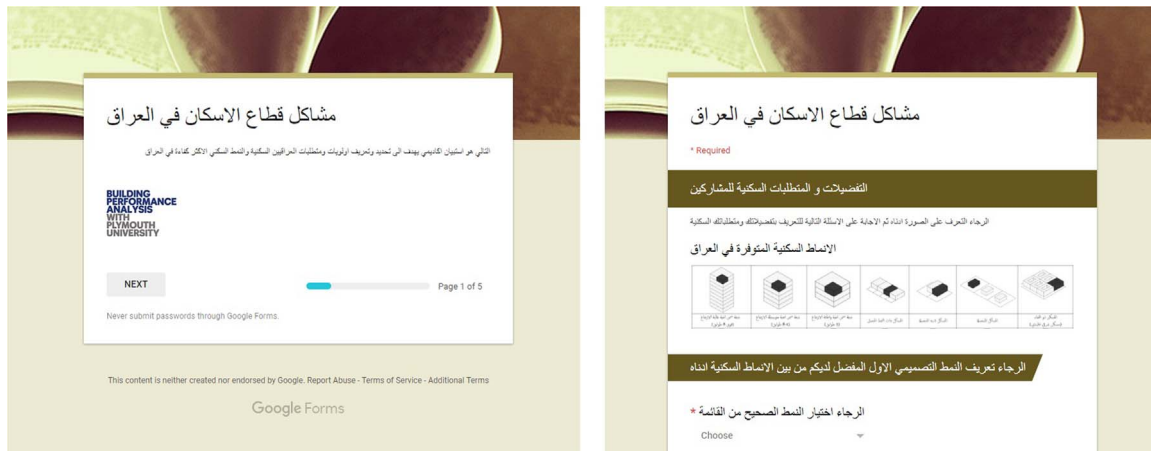 مشاكل قطاع الاسكان في العراق
التالي هو استبيان اكاديمي يهدف الى تحديد وتعريف اولويات ومتطلبات العراقيين السكنية والنمط السكني الاكثر كفاءة في العراق
BUILDING
PERFORMANCE
ANALYSIS
WITH
PLYMOUTH
UNIVERSITY
NEXT
Page 1 of 5
Never submit passwords through Google Forms.
This content is neither created nor endorsed by Google. Report Abuse - Terms of Service - Additional Terms
Google Forms
مشاكل قطاع الاسكان في العراق
* Required
التفضيلات و المتطلبات السكنية للمشاركين
الرجاء التعرف على الصورة ادناه ثم الاجابة على الاسئلة التالية للتعريف بتفضيلاتك ومتطلباتك السكنية
الانماط السكنية المتوفرة في العراق
الرجاء تعريف النمط التصميمي الاول المفضل لديكم من بين الانماط السكنية ادناه
الرجاء اختيار النمط الصحيح من القائمة *
Choose